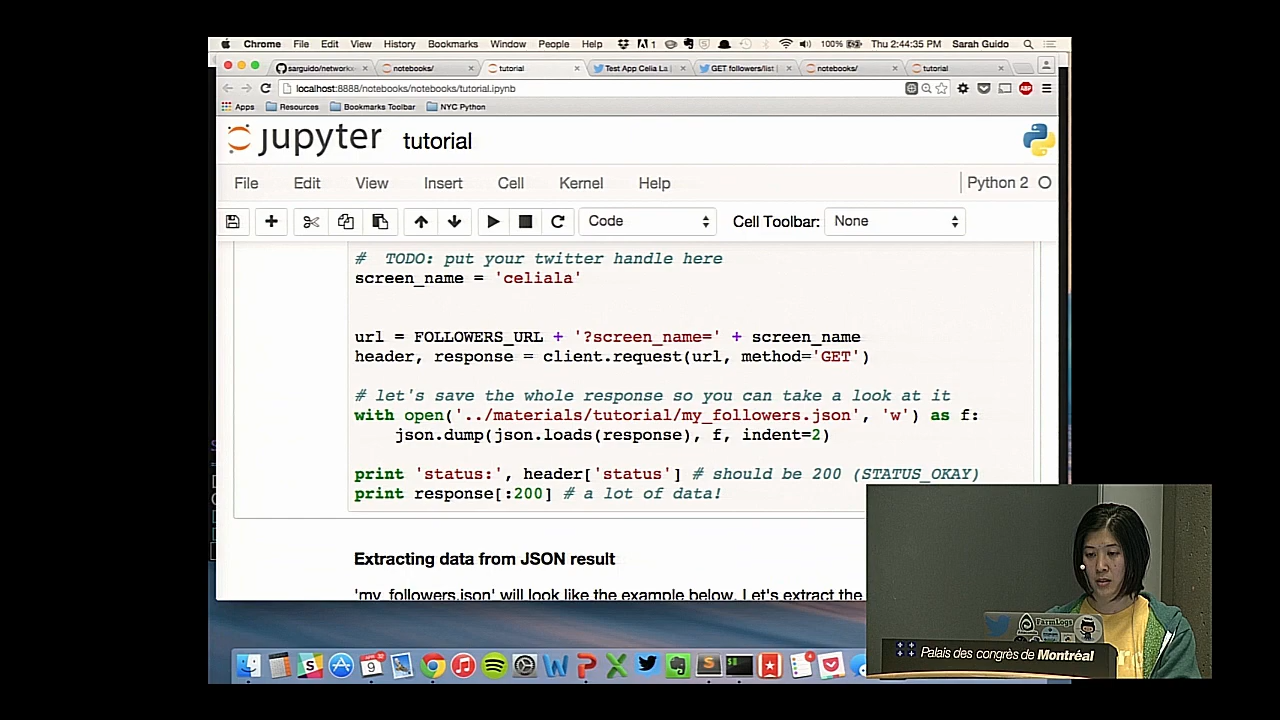 Chrome File Edit View History Bookmarks Window People Help 1 100% Thu 2:44:35 PM Sarah Guido
sarguido/network notebooks/ tutorial Test App Celia La GET followers/list notebooks/ tutorial
localhost:8888/notebooks/notebooks/tutorial.ipynb ABP
Apps Resources Bookmarks Toolbar NYC Python
jupyter tutorial
File Edit View Insert Cell Kernel Help Python 2
Code Cell Toolbar: None
# TODO: put your twitter handle here
screen_name = 'celiala'
url = FOLLOWERS_URL + '?screen_name=' + screen_name
header, response = client.request(url, method='GET')
# let's save the whole response so you can take a look at it
with open('../materials/tutorial/my_followers.json', 'w') as f:
json.dump(json.loads(response), f, indent=2)
print 'status:', header['status'] # should be 200 (STATUS_OKAY)
print response[:200] # a lot of data!
Extracting data from JSON result
'my_followers.json' will look like the example below. Let's extract the
FarmLogs
Palais des congrès de Montréal